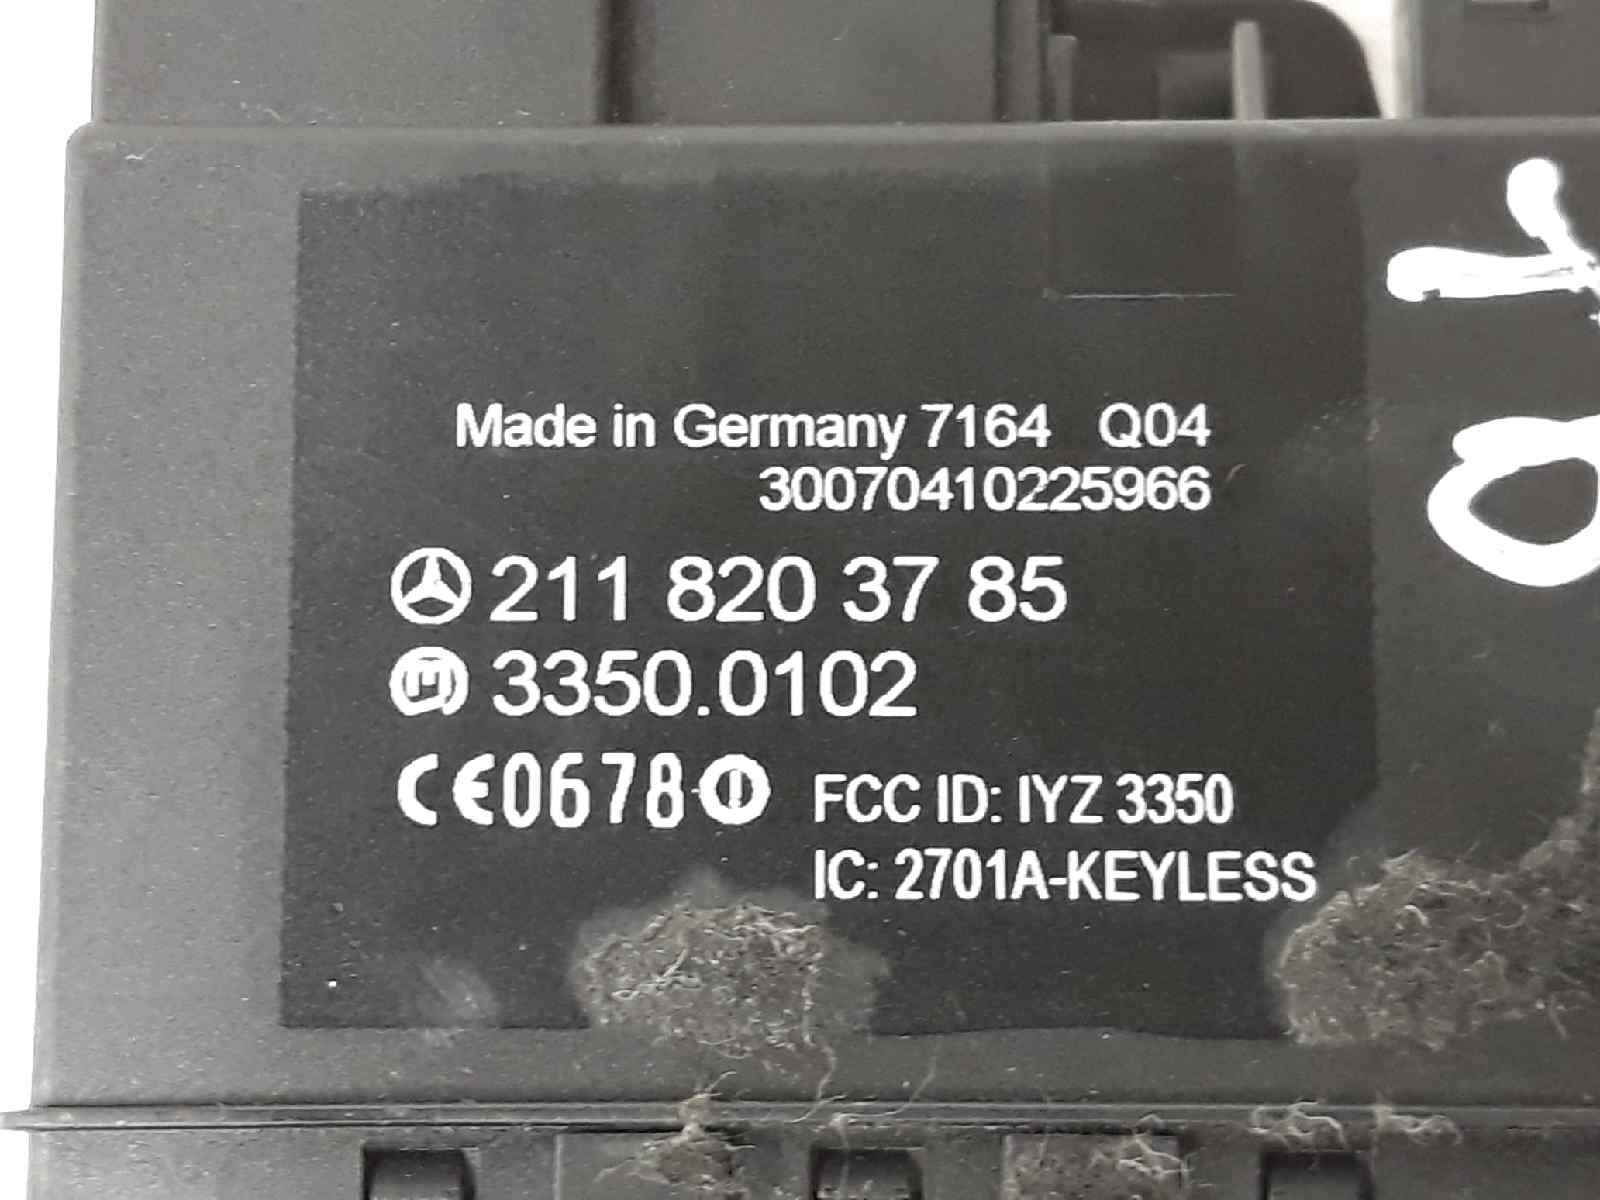 Made in Germany 7164 Q04
30070410225966
211 820 37 85
3350.0102
CE0678
FCC ID: IYZ 3350
IC: 2701A-KEYLESS